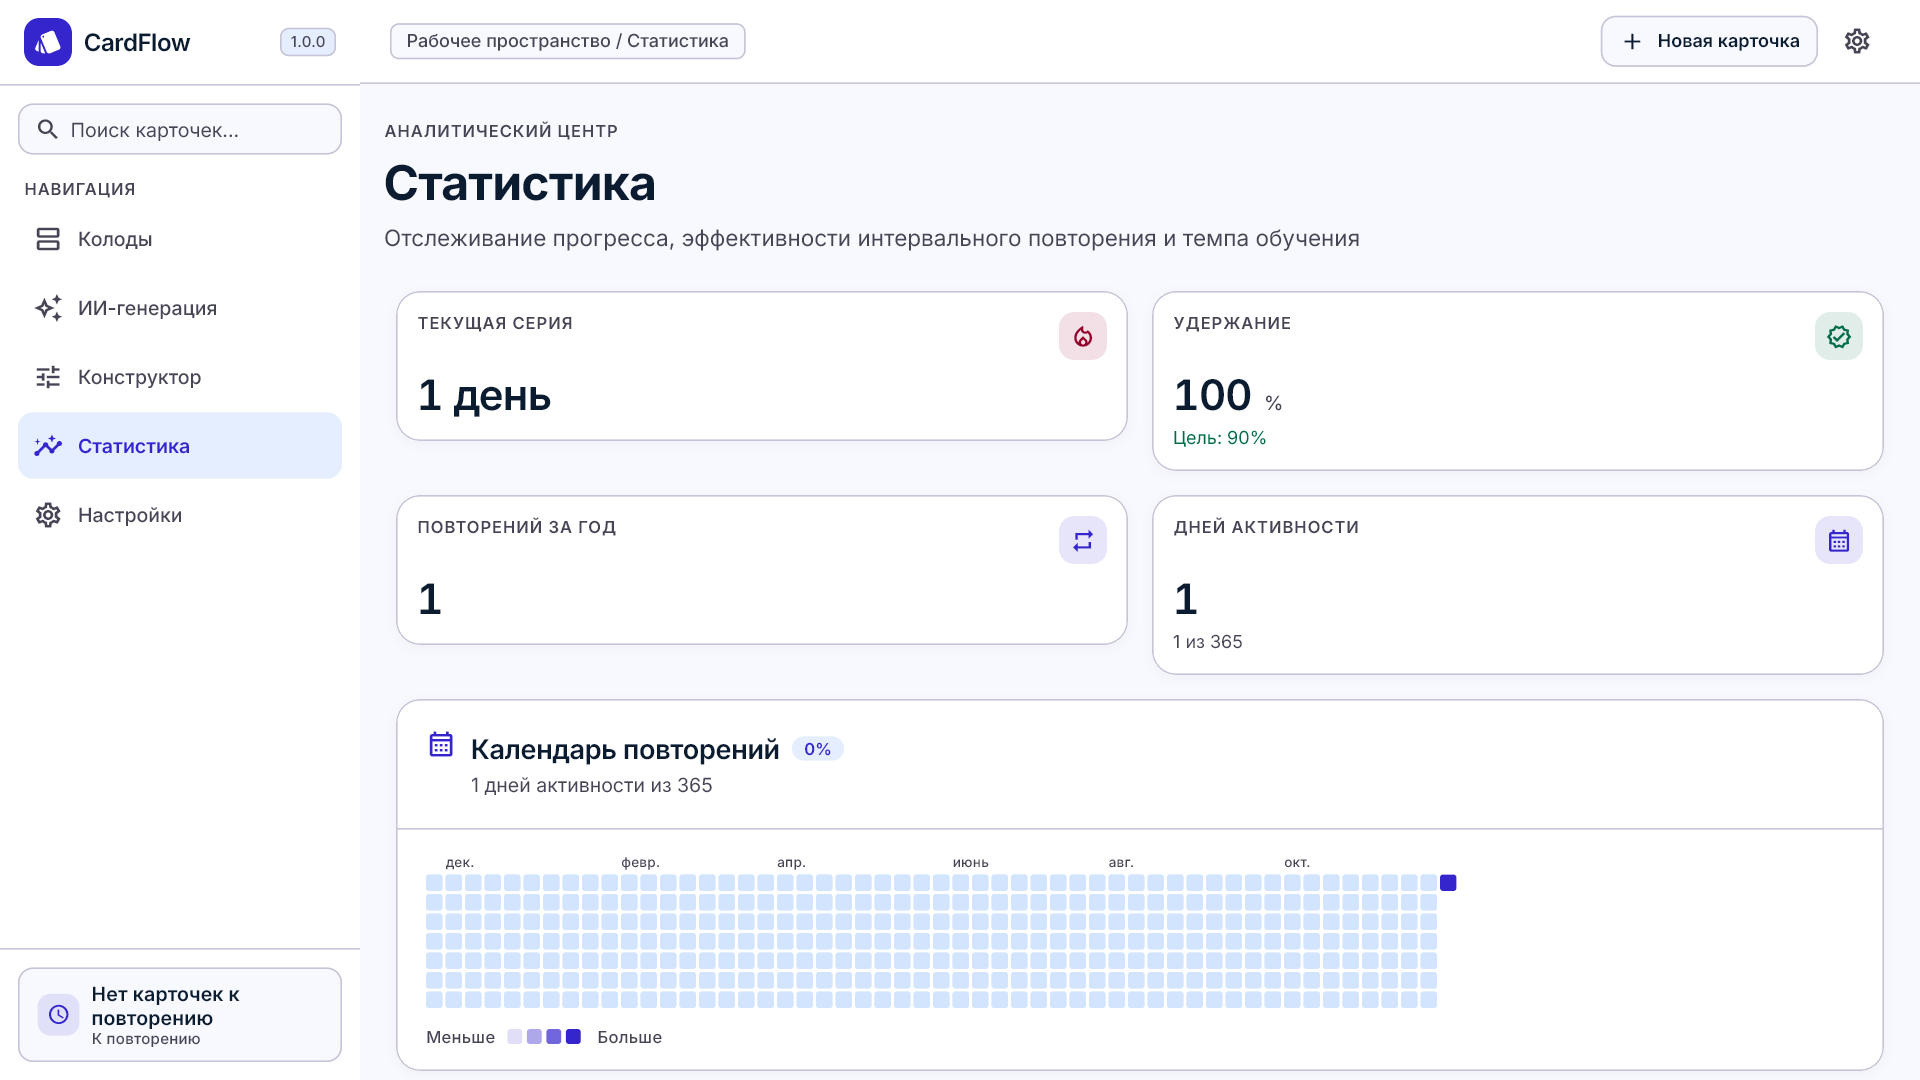 CardFlow
1.0.0
Поиск карточек...
НАВИГАЦИЯ
Колоды
ИИ-генерация
Конструктор
Статистика
Настройки
Нет карточек к
повторению
К повторению
Рабочее пространство / Статистика
Новая карточка
АНАЛИТИЧЕСКИЙ ЦЕНТР
Статистика
Отслеживание прогресса, эффективности интервального повторения и темпа обучения
ТЕКУЩАЯ СЕРИЯ
1 день
УДЕРЖАНИЕ
100 %
Цель: 90%
ПОВТОРЕНИЙ ЗА ГОД
1
ДНЕЙ АКТИВНОСТИ
1
1 из 365
Календарь повторений 0%
1 дней активности из 365
дек. февр. апр. июнь авг. окт.
Меньше Больше